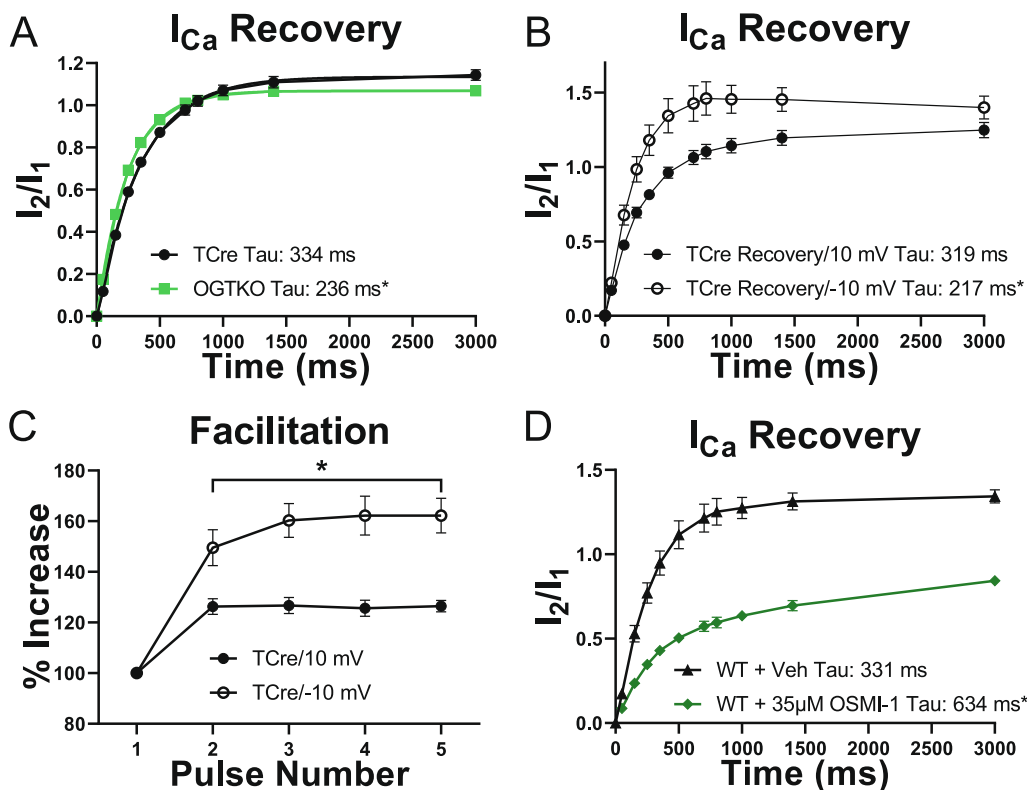 A
I_Ca Recovery
1.2
1.0
0.8
0.6
0.4
0.2
0.0
I₂/I₁
TCre Tau: 334 ms
OGTKO Tau: 236 ms*
0 500 1000 1500 2000 2500 3000
Time (ms)
B
I_Ca Recovery
1.5
1.0
0.5
0.0
I₂/I₁
TCre Recovery/10 mV Tau: 319 ms
TCre Recovery/-10 mV Tau: 217 ms*
0 500 1000 1500 2000 2500 3000
Time (ms)
C
Facilitation
*
180
160
140
120
100
80
% Increase
TCre/10 mV
TCre/-10 mV
1 2 3 4 5
Pulse Number
D
I_Ca Recovery
1.5
1.0
0.5
0.0
I₂/I₁
WT + Veh Tau: 331 ms
WT + 35µM OSMI-1 Tau: 634 ms*
0 500 1000 1500 2000 2500 3000
Time (ms)